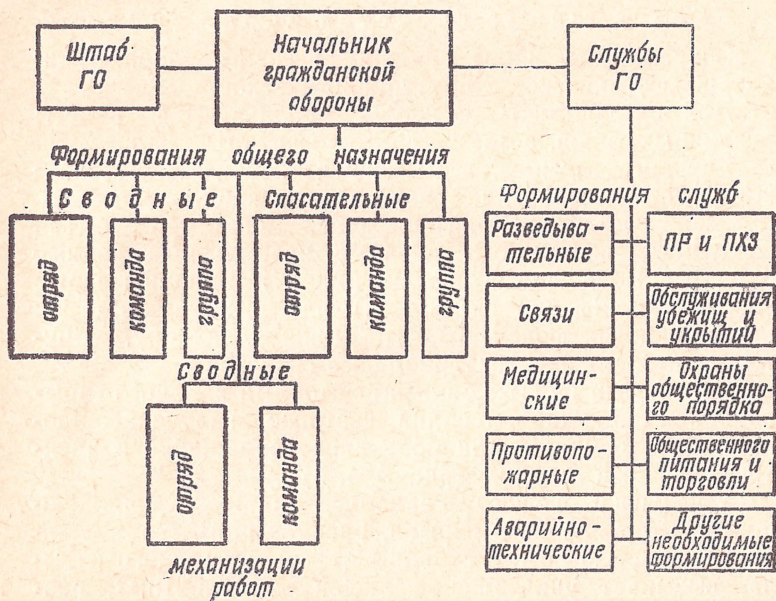 Штаб
ГО
Начальник
гражданской
обороны
Службы
ГО
Формирования общего назначения
Сводные
Спасательные
отряд
команда
группа
отряд
команда
группа
Сводные
отряд
команда
механизации
работ
Формирования служб
Разведыва-
тельные
ПР и ПХЗ
Связи
Обслуживания
убежищ и
укрытий
Медицин-
ские
Охраны
общественно-
го порядка
Противопо-
жарные
Общественного
питания и
торговли
Аварийно-
технические
Другие
необходимые
формирования